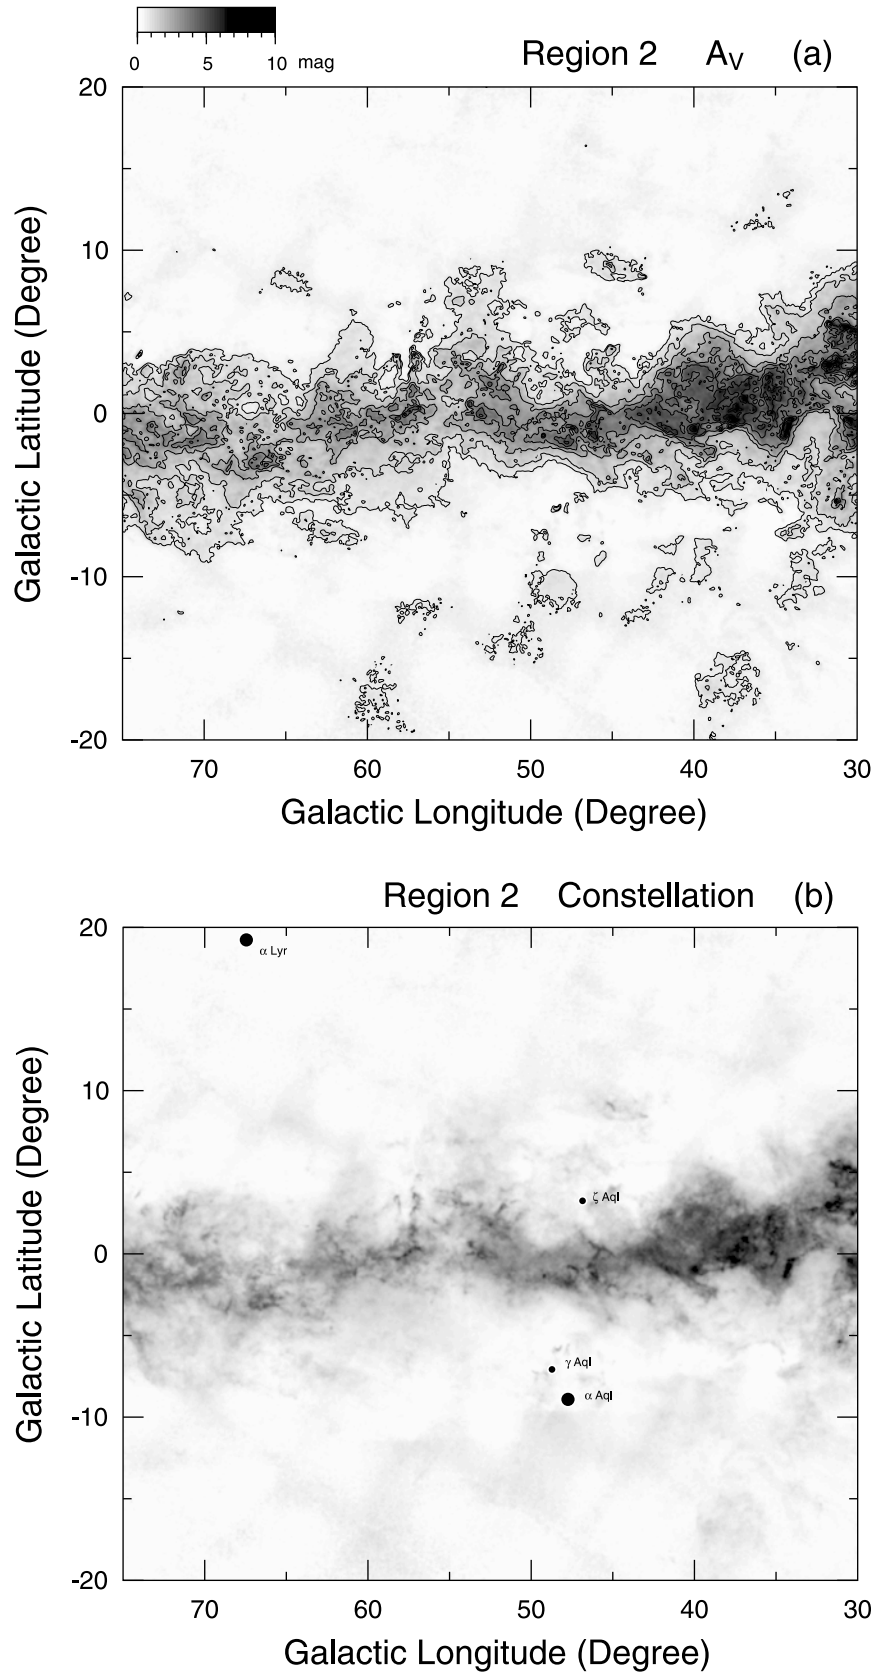 0 5 10 mag
Region 2 A_V (a)
20
10
0
-10
-20
Galactic Latitude (Degree)
70 60 50 40 30
Galactic Longitude (Degree)
Region 2 Constellation (b)
20
α Lyr
10
ζ Aql
0
γ Aql
α Aql
-10
-20
Galactic Latitude (Degree)
70 60 50 40 30
Galactic Longitude (Degree)